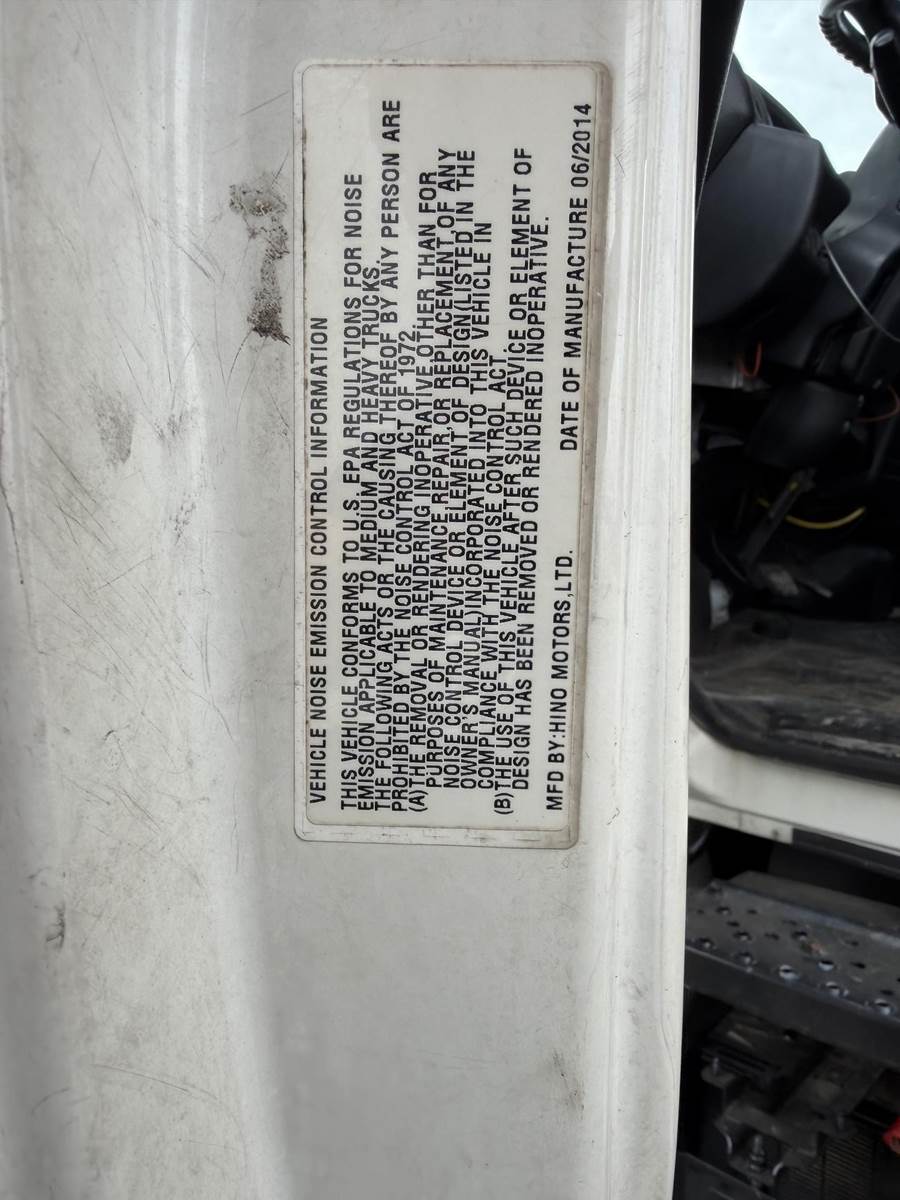 VEHICLE NOISE EMISSION CONTROL INFORMATION
THIS VEHICLE CONFORMS TO U.S. EPA REGULATIONS FOR NOISE
EMISSION APPLICABLE TO MEDIUM AND HEAVY TRUCKS.
THE FOLLOWING ACTS OR THE CAUSING THEREOF BY ANY PERSON ARE
PROHIBITED BY THE NOISE CONTROL ACT OF 1972.
(A)THE REMOVAL OR RENDERING INOPERATIVE,OTHER THAN FOR
PURPOSES OF MAINTENANCE,REPAIR,OR REPLACEMENT,OF ANY
NOISE CONTROL DEVICE OR ELEMENT OF DESIGN(LISTED IN THE
OWNER'S MANUAL)INCORPORATED INTO THIS VEHICLE IN
COMPLIANCE WITH THE NOISE CONTROL ACT.
(B)THE USE OF THIS VEHICLE AFTER SUCH DEVICE OR ELEMENT OF
DESIGN HAS BEEN REMOVED OR RENDERED INOPERATIVE.
MFD BY:HINO MOTORS,LTD. DATE OF MANUFACTURE 06/2014